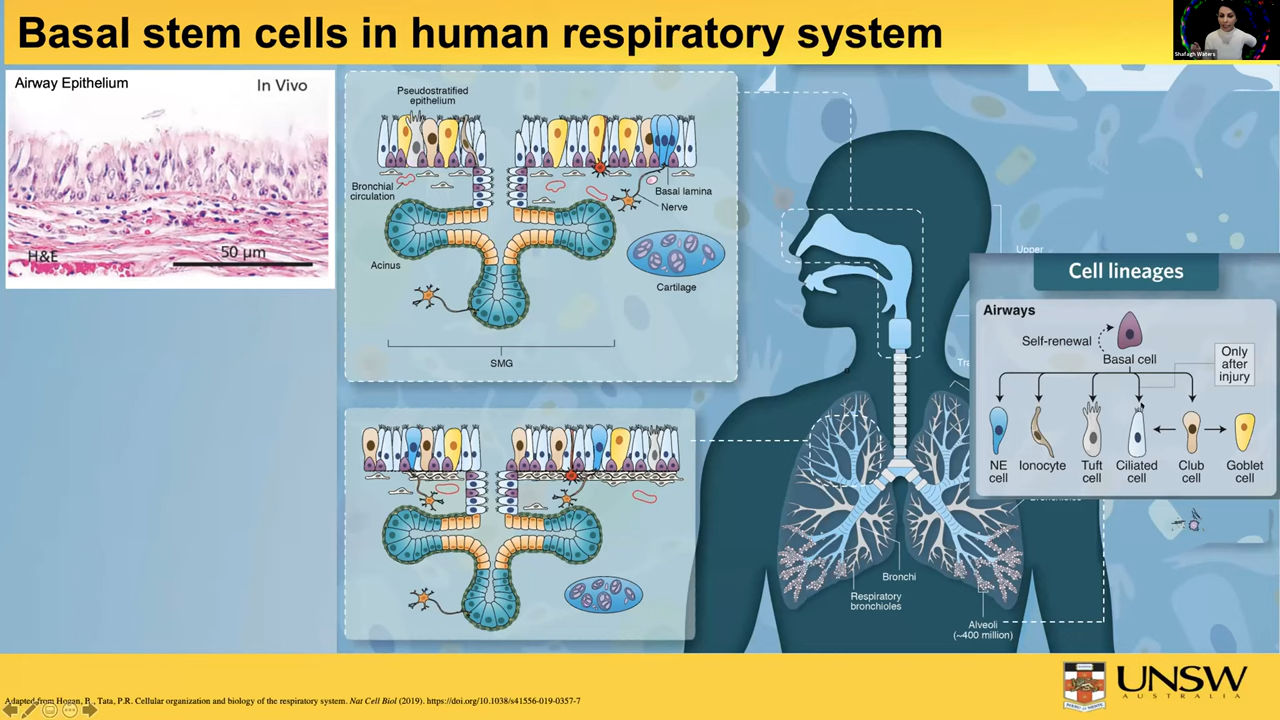 Basal stem cells in human respiratory system
Shafagh Waters
Airway Epithelium
In Vivo
H&E
50 µm
Pseudostratified
epithelium
Bronchial
circulation
Basal lamina
Nerve
Acinus
Cartilage
SMG
Upper
Cell lineages
Airways
Self-renewal
Basal cell
Only
after
injury
NE
cell
Ionocyte
Tuft
cell
Ciliated
cell
Club
cell
Goblet
cell
Bronchi
Respiratory
bronchioles
Alveoli
(~400 million)
UNSW
AUSTRALIA
Adapted from Hogan, B., Tata, P.R. Cellular organization and biology of the respiratory system. Nat Cell Biol (2019). https://doi.org/10.1038/s41556-019-0357-7